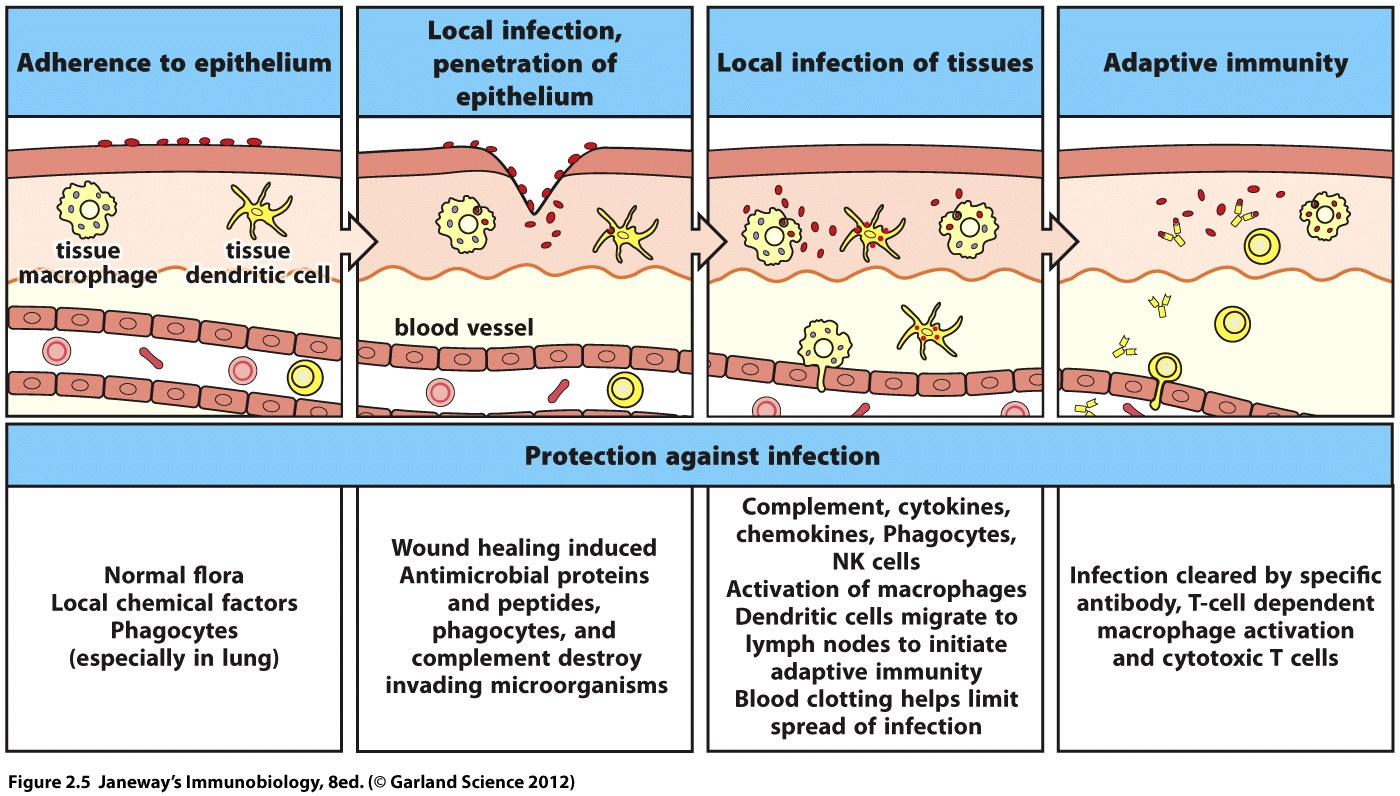 Adherence to epithelium
Local infection,
penetration of
epithelium
Local infection of tissues
Adaptive immunity
tissue
macrophage
tissue
dendritic cell
blood vessel
Protection against infection
Normal flora
Local chemical factors
Phagocytes
(especially in lung)
Wound healing induced
Antimicrobial proteins
and peptides,
phagocytes, and
complement destroy
invading microorganisms
Complement, cytokines,
chemokines, Phagocytes,
NK cells
Activation of macrophages
Dendritic cells migrate to
lymph nodes to initiate
adaptive immunity
Blood clotting helps limit
spread of infection
Infection cleared by specific
antibody, T-cell dependent
macrophage activation
and cytotoxic T cells
Figure 2.5 Janeway's Immunobiology, 8ed. (© Garland Science 2012)